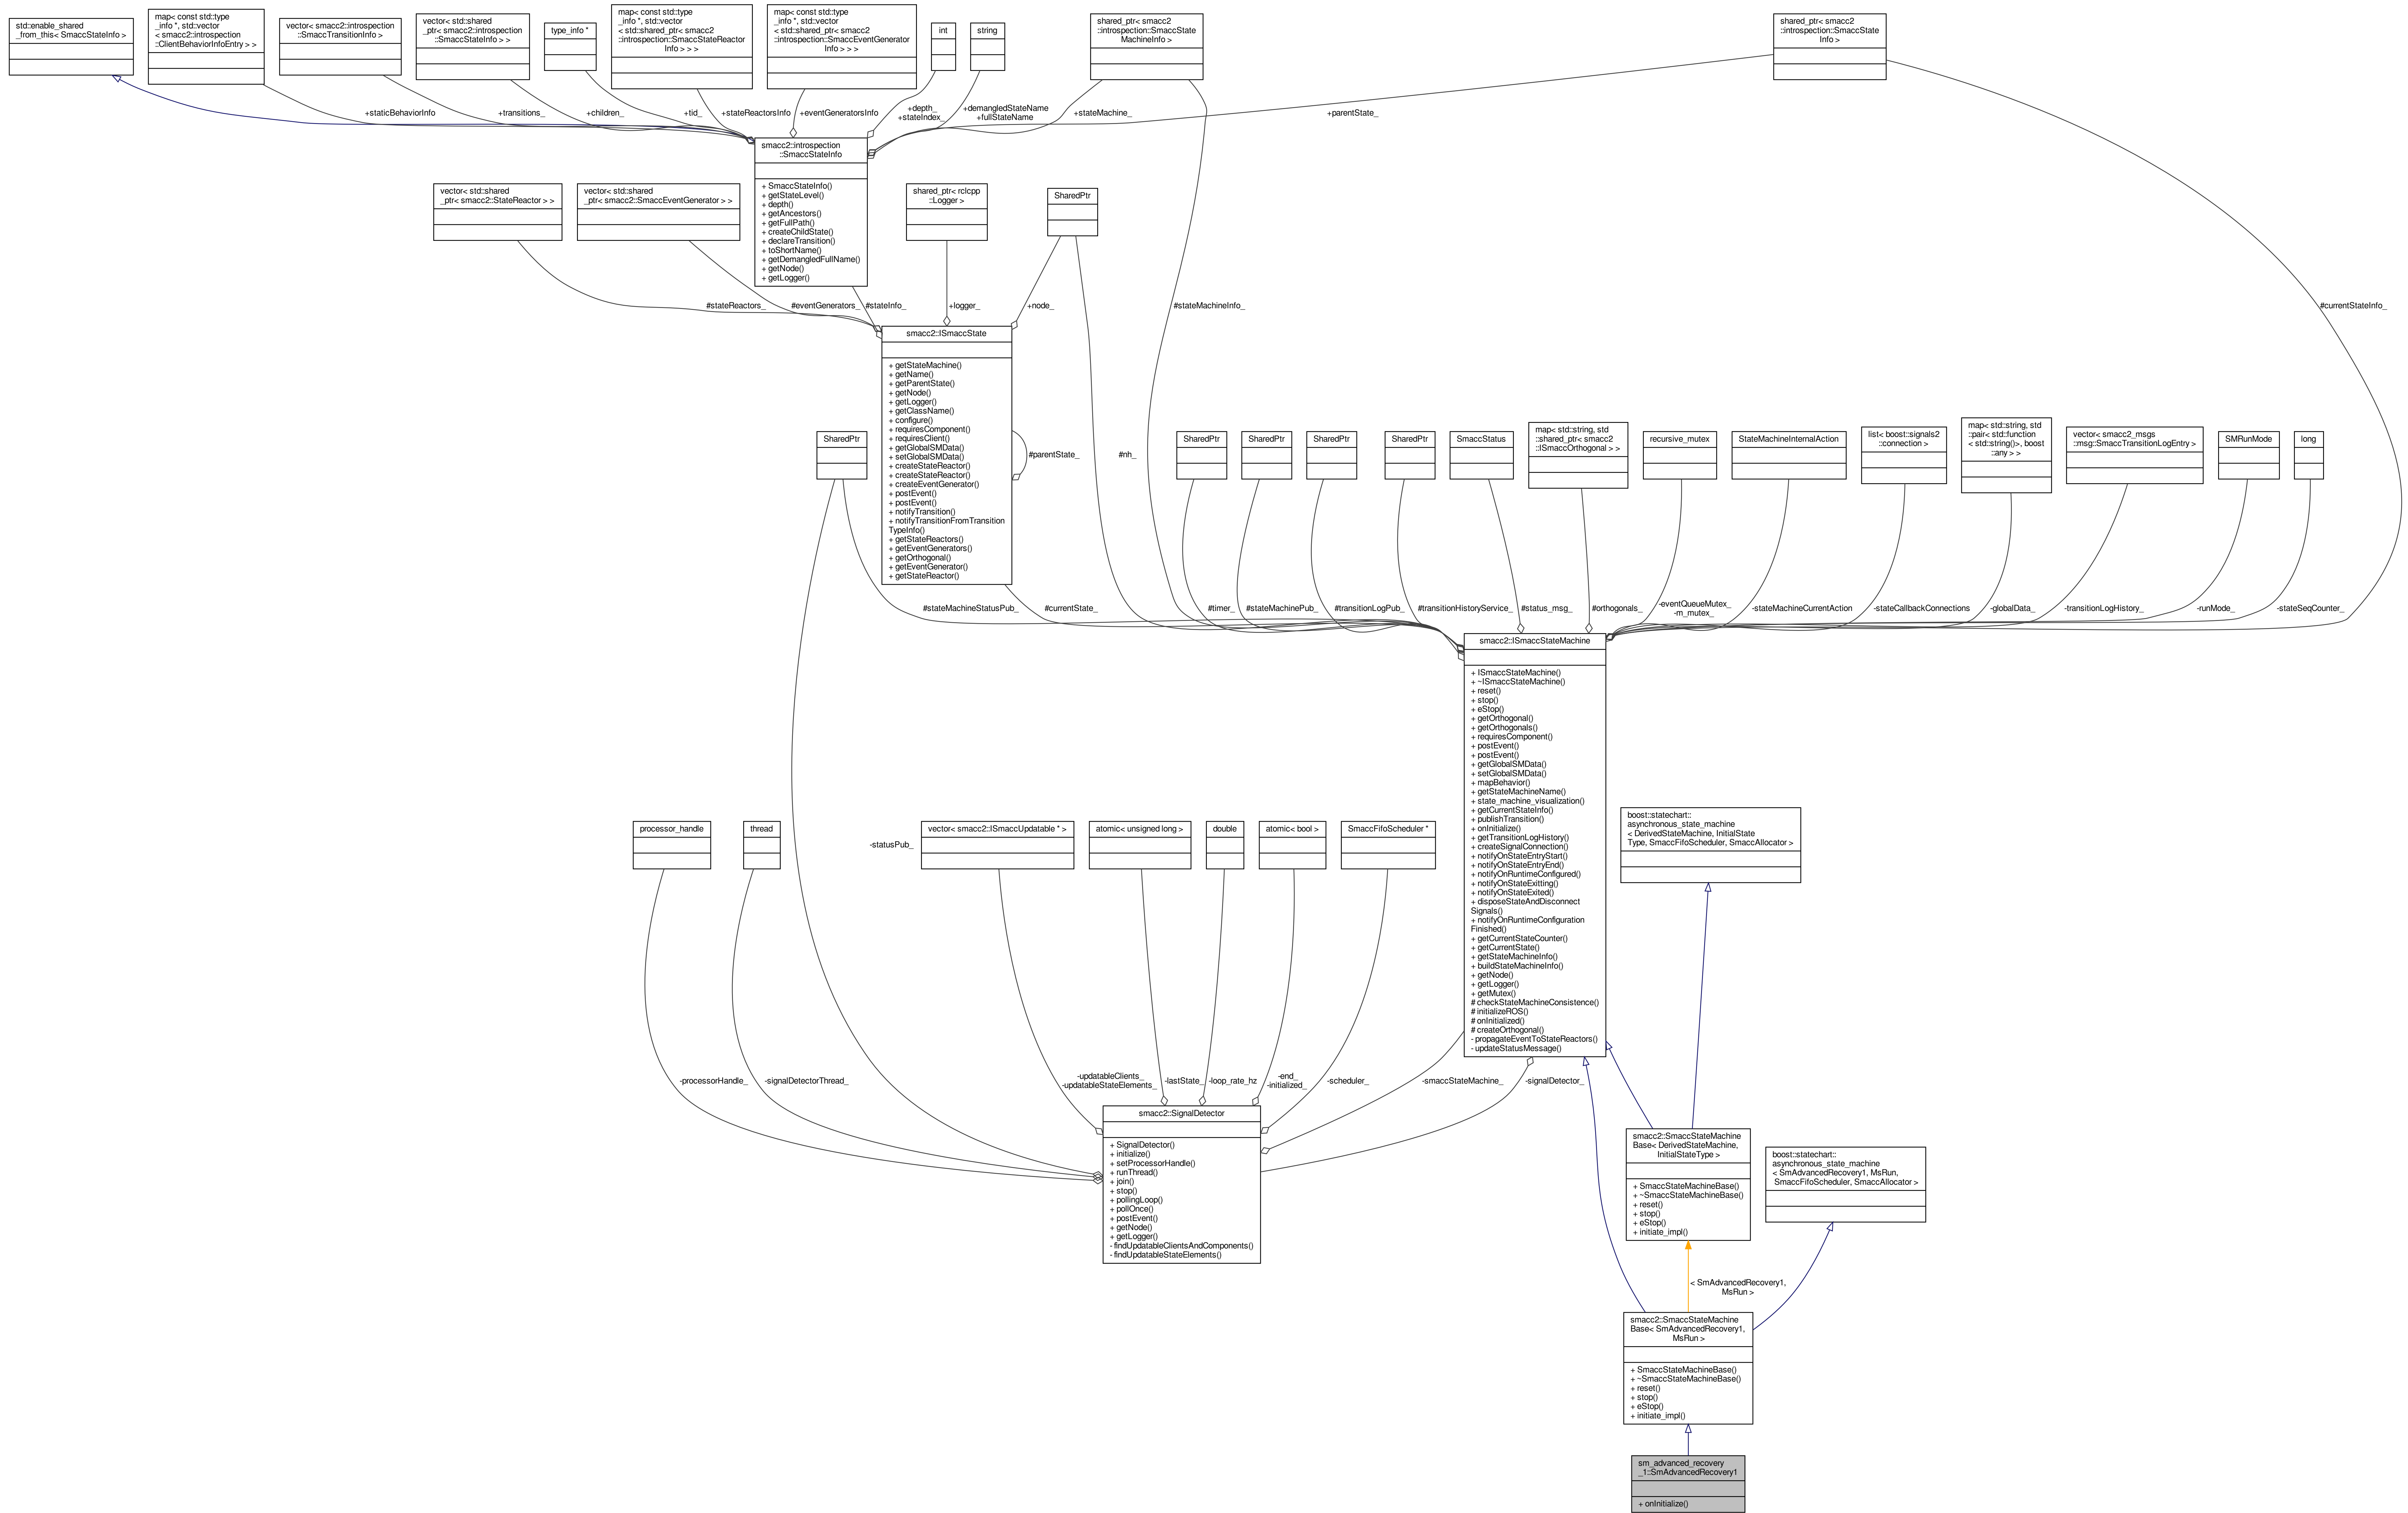 std::enable_shared
_from_this< SmaccStateInfo >
map< const std::type
_info *, std::vector
< smacc2::introspection
::ClientBehaviorInfoEntry > >
vector< smacc2::introspection
::SmaccTransitionInfo >
vector< std::shared
_ptr< smacc2::introspection
::SmaccStateInfo > >
type_info *
map< const std::type
_info *, std::vector
< std::shared_ptr< smacc2
::introspection::SmaccStateReactor
Info > > >
map< const std::type
_info *, std::vector
< std::shared_ptr< smacc2
::introspection::SmaccEventGenerator
Info > > >
int
string
shared_ptr< smacc2
::introspection::SmaccState
MachineInfo >
shared_ptr< smacc2
::introspection::SmaccState
Info >
+staticBehaviorInfo
+transitions_
+children_
+tid_
+stateReactorsInfo
+eventGeneratorsInfo
+depth_
+stateIndex_
+demangledStateName
+fullStateName
+stateMachine_
+parentState_
smacc2::introspection
::SmaccStateInfo
+ SmaccStateInfo()
+ getStateLevel()
+ depth()
+ getAncestors()
+ getFullPath()
+ createChildState()
+ declareTransition()
+ toShortName()
+ getDemangledFullName()
+ getNode()
+ getLogger()
vector< std::shared
_ptr< smacc2::StateReactor > >
vector< std::shared
_ptr< smacc2::SmaccEventGenerator > >
shared_ptr< rclcpp
::Logger >
SharedPtr
#stateReactors_
#eventGenerators_
#stateInfo_
+logger_
+node_
#stateMachineInfo_
#currentStateInfo_
smacc2::ISmaccState
+ getStateMachine()
+ getName()
+ getParentState()
+ getNode()
+ getLogger()
+ getClassName()
+ configure()
+ requiresComponent()
+ requiresClient()
+ getGlobalSMData()
+ setGlobalSMData()
+ createStateReactor()
+ createStateReactor()
+ createEventGenerator()
+ postEvent()
+ postEvent()
+ notifyTransition()
+ notifyTransitionFromTransition
TypeInfo()
+ getStateReactors()
+ getEventGenerators()
+ getOrthogonal()
+ getEventGenerator()
+ getStateReactor()
#parentState_
#nh_
SharedPtr
SharedPtr
SharedPtr
SharedPtr
SharedPtr
SmaccStatus
map< std::string, std
::shared_ptr< smacc2
::ISmaccOrthogonal > >
recursive_mutex
StateMachineInternalAction
list< boost::signals2
::connection >
map< std::string, std
::pair< std::function
< std::string()>, boost
::any > >
vector< smacc2_msgs
::msg::SmaccTransitionLogEntry >
SMRunMode
long
#stateMachineStatusPub_
#currentState_
#timer_
#stateMachinePub_
#transitionLogPub_
#transitionHistoryService_
#status_msg_
#orthogonals_
-eventQueueMutex_
-m_mutex_
-stateMachineCurrentAction
-stateCallbackConnections
-globalData_
-transitionLogHistory_
-runMode_
-stateSeqCounter_
smacc2::ISmaccStateMachine
+ ISmaccStateMachine()
+ ~ISmaccStateMachine()
+ reset()
+ stop()
+ eStop()
+ getOrthogonal()
+ getOrthogonals()
+ requiresComponent()
+ postEvent()
+ postEvent()
+ getGlobalSMData()
+ setGlobalSMData()
+ mapBehavior()
+ getStateMachineName()
+ state_machine_visualization()
+ getCurrentStateInfo()
+ publishTransition()
+ onInitialize()
+ getTransitionLogHistory()
+ createSignalConnection()
+ notifyOnStateEntryStart()
+ notifyOnStateEntryEnd()
+ notifyOnRuntimeConfigured()
+ notifyOnStateExitting()
+ notifyOnStateExited()
+ disposeStateAndDisconnect
Signals()
+ notifyOnRuntimeConfiguration
Finished()
+ getCurrentStateCounter()
+ getCurrentState()
+ getStateMachineInfo()
+ buildStateMachineInfo()
+ getNode()
+ getLogger()
+ getMutex()
# checkStateMachineConsistence()
# initializeROS()
# onInitialized()
# createOrthogonal()
- propagateEventToStateReactors()
- updateStatusMessage()
processor_handle
thread
-statusPub_
vector< smacc2::ISmaccUpdatable * >
atomic< unsigned long >
double
atomic< bool >
SmaccFifoScheduler *
boost::statechart::
asynchronous_state_machine
< DerivedStateMachine, InitialState
Type, SmaccFifoScheduler, SmaccAllocator >
-processorHandle_
-signalDetectorThread_
-updatableClients_
-updatableStateElements_
-lastState_
-loop_rate_hz
-end_
-initialized_
-scheduler_
-smaccStateMachine_
-signalDetector_
smacc2::SignalDetector
+ SignalDetector()
+ initialize()
+ setProcessorHandle()
+ runThread()
+ join()
+ stop()
+ pollingLoop()
+ pollOnce()
+ postEvent()
+ getNode()
+ getLogger()
- findUpdatableClientsAndComponents()
- findUpdatableStateElements()
smacc2::SmaccStateMachine
Base< DerivedStateMachine,
InitialStateType >
+ SmaccStateMachineBase()
+ ~SmaccStateMachineBase()
+ reset()
+ stop()
+ eStop()
+ initiate_impl()
boost::statechart::
asynchronous_state_machine
< SmAdvancedRecovery1, MsRun,
SmaccFifoScheduler, SmaccAllocator >
< SmAdvancedRecovery1,
MsRun >
smacc2::SmaccStateMachine
Base< SmAdvancedRecovery1,
MsRun >
+ SmaccStateMachineBase()
+ ~SmaccStateMachineBase()
+ reset()
+ stop()
+ eStop()
+ initiate_impl()
sm_advanced_recovery
_1::SmAdvancedRecovery1
+ onInitialize()